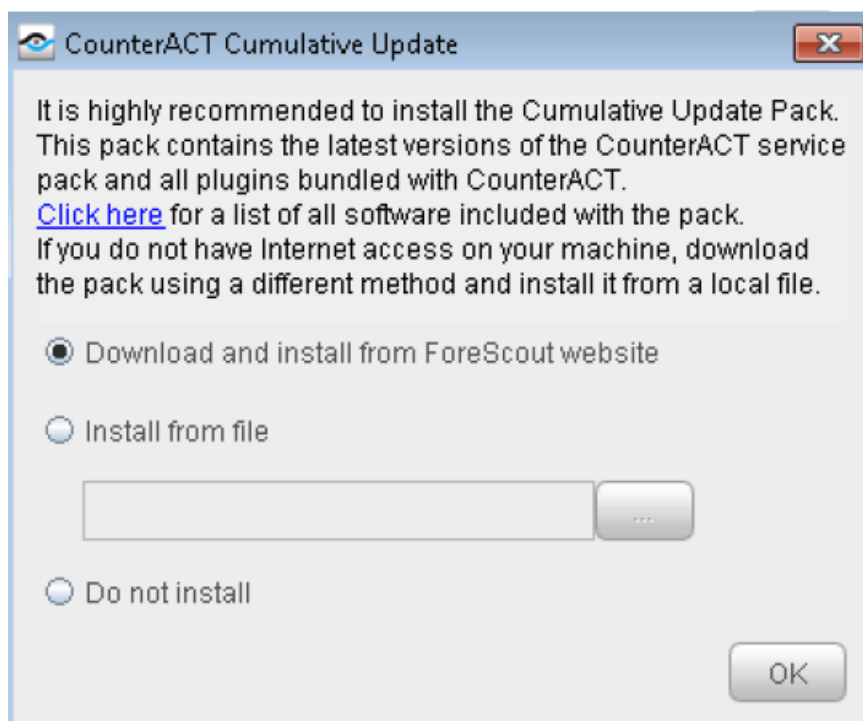 CounterACT Cumulative Update
It is highly recommended to install the Cumulative Update Pack.
This pack contains the latest versions of the CounterACT service
pack and all plugins bundled with CounterACT.
Click here for a list of all software included with the pack.
If you do not have Internet access on your machine, download
the pack using a different method and install it from a local file.
Download and install from ForeScout website
Install from file
...
Do not install
OK